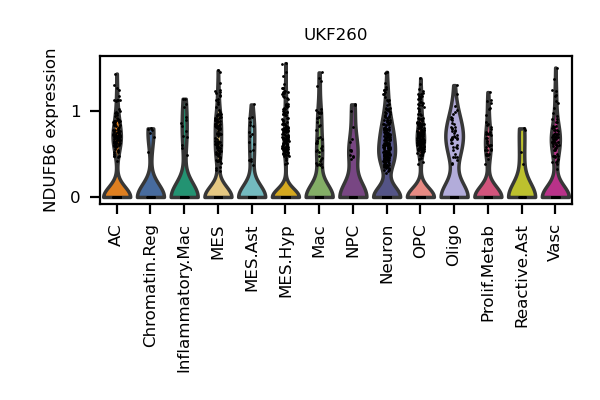 UKF260
NDUFB6 expression
1
0
AC
Chromatin.Reg
Inflammatory.Mac
MES
MES.Ast
MES.Hyp
Mac
NPC
Neuron
OPC
Oligo
Prolif.Metab
Reactive.Ast
Vasc